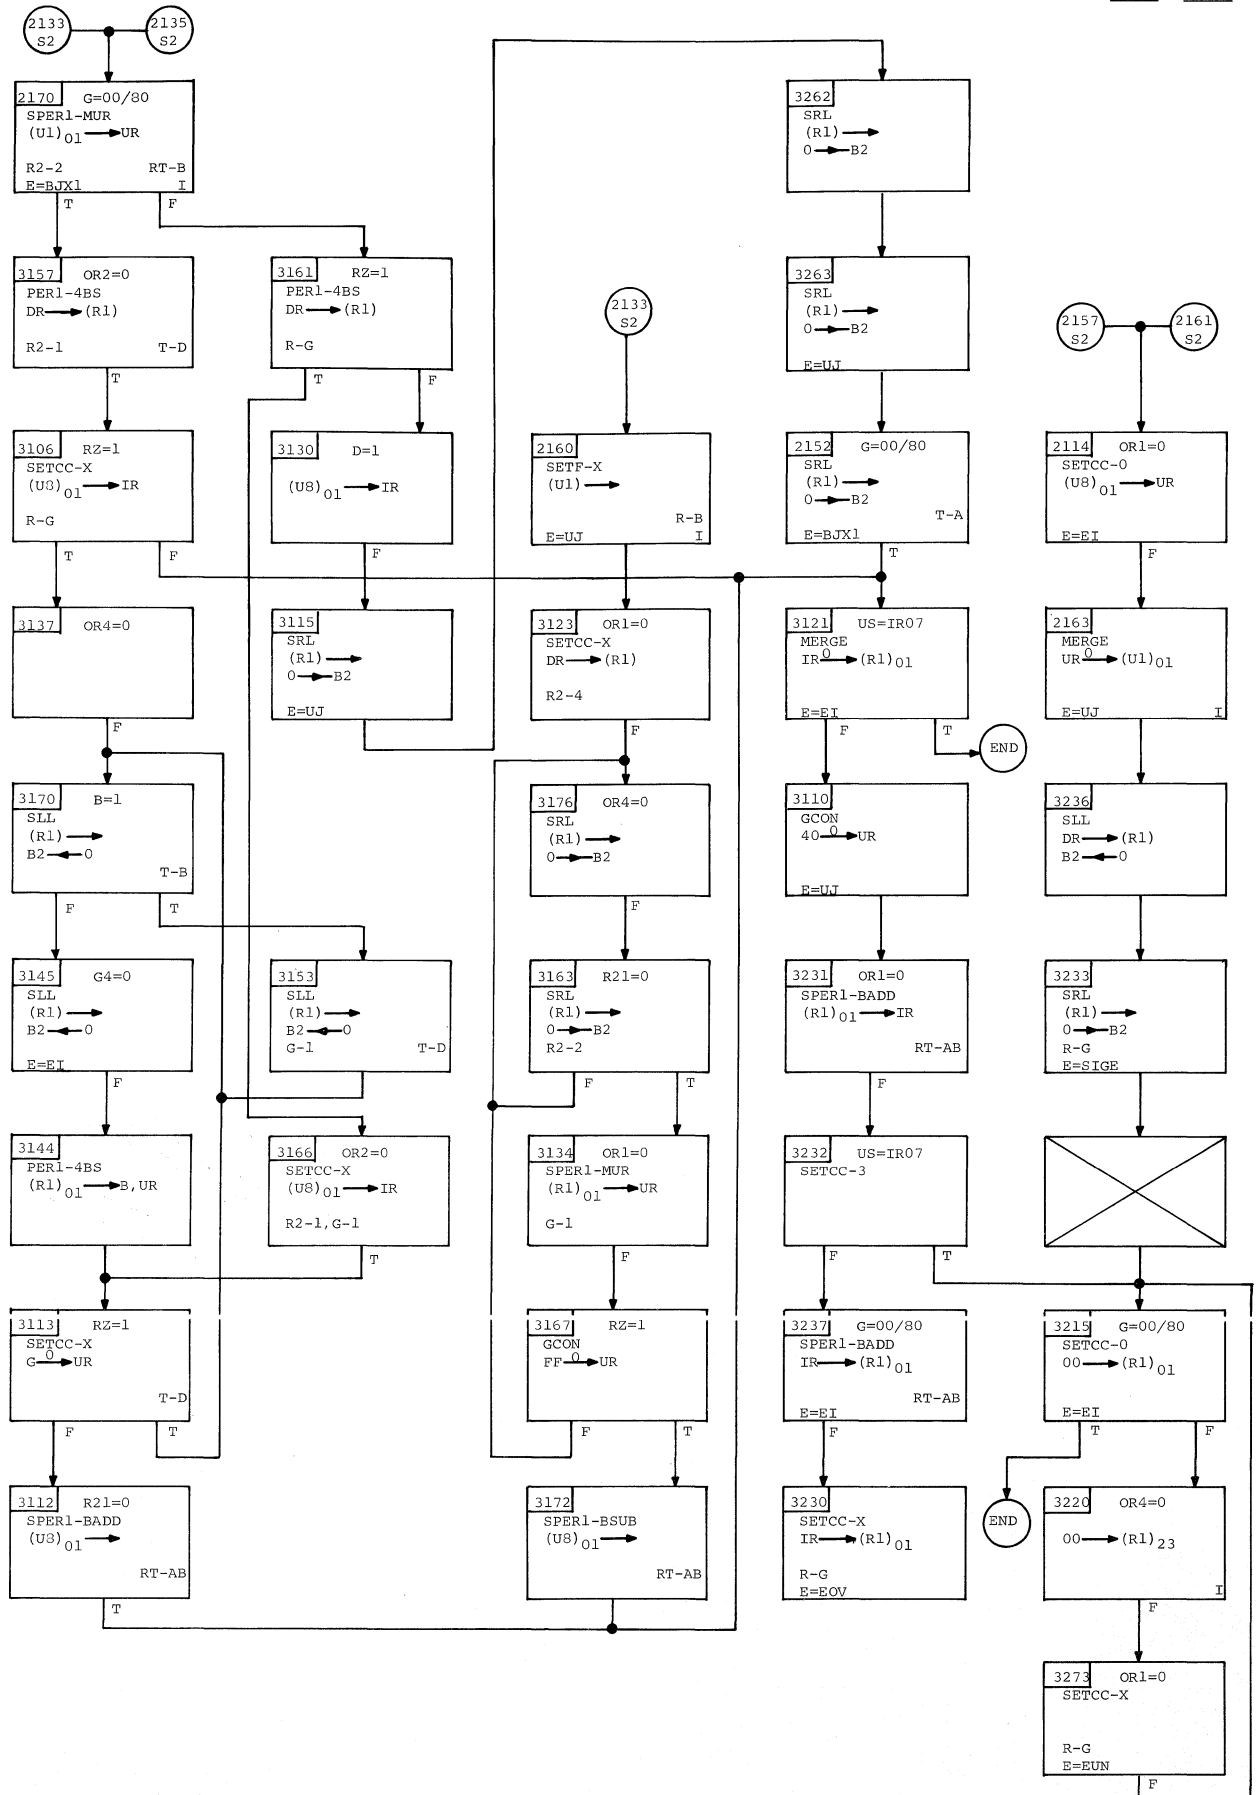 2133
S2
2135
S2
2170 G=00/80
SPER1-MUR
(U1)01 UR
R2-2 RT-B
E=BJX1 I
T F
3157 OR2=0
PER1-4BS
DR (R1)
R2-1 T-D
T
3106 RZ=1
SETCC-X
(U8)01 IR
R-G
T F
3137 OR4=0
F
3170 B=1
SLL
(R1)
B2 0
T-B
F T
3145 G4=0
SLL
(R1)
B2 0
E=EI
F
3144
PER1-4BS
(R1)01 B,UR
3113 RZ=1
SETCC-X
G 0 UR
T-D
F T
3112 R21=0
SPER1-BADD
(U8)01
RT-AB
T
3161 RZ=1
PER1-4BS
DR (R1)
R-G
T F
3130 D=1
(U8)01 IR
F
3115
SRL
(R1)
0 B2
E=UJ
3153
SLL
(R1)
B2 0
G-1 T-D
3166 OR2=0
SETCC-X
(U8)01 IR
R2-1,G-1
T
2133
S2
2160
SETF-X
(U1)
R-B
E=UJ I
3123 OR1=0
SETCC-X
DR (R1)
R2-4
F
3176 OR4=0
SRL
(R1)
0 B2
F
3163 R21=0
SRL
(R1)
0 B2
R2-2
F T
3134 OR1=0
SPER1-MUR
(R1)01 UR
G-1
F
3167 RZ=1
GCON
FF 0 UR
F T
3172
SPER1-BSUB
(U8)01
RT-AB
3262
SRL
(R1)
0 B2
3263
SRL
(R1)
0 B2
E=UJ
2152 G=00/80
SRL
(R1)
0 B2
T-A
E=BJX1
T
3121 US=IR07
MERGE
IR 0 (R1)01
E=EI
F T
END
3110
GCON
40 0 UR
E=UJ
3231 OR1=0
SPER1-BADD
(R1)01 IR
RT-AB
F
3232 US=IR07
SETCC-3
F T
3237 G=00/80
SPER1-BADD
IR (R1)01
RT-AB
E=EI
F
3230
SETCC-X
IR (R1)01
R-G
E=EOV
2157
S2
2161
S2
2114 OR1=0
SETCC-0
(U8)01 UR
E=EI
F
2163
MERGE
UR 0 (U1)01
E=UJ I
3236
SLL
DR (R1)
B2 0
3233
SRL
(R1)
0 B2
R-G
E=SIGE
3215 G=00/80
SETCC-0
00 (R1)01
E=EI
T F
END
3220 OR4=0
00 (R1)23
I
F
3273 OR1=0
SETCC-X
R-G
E=EUN
F